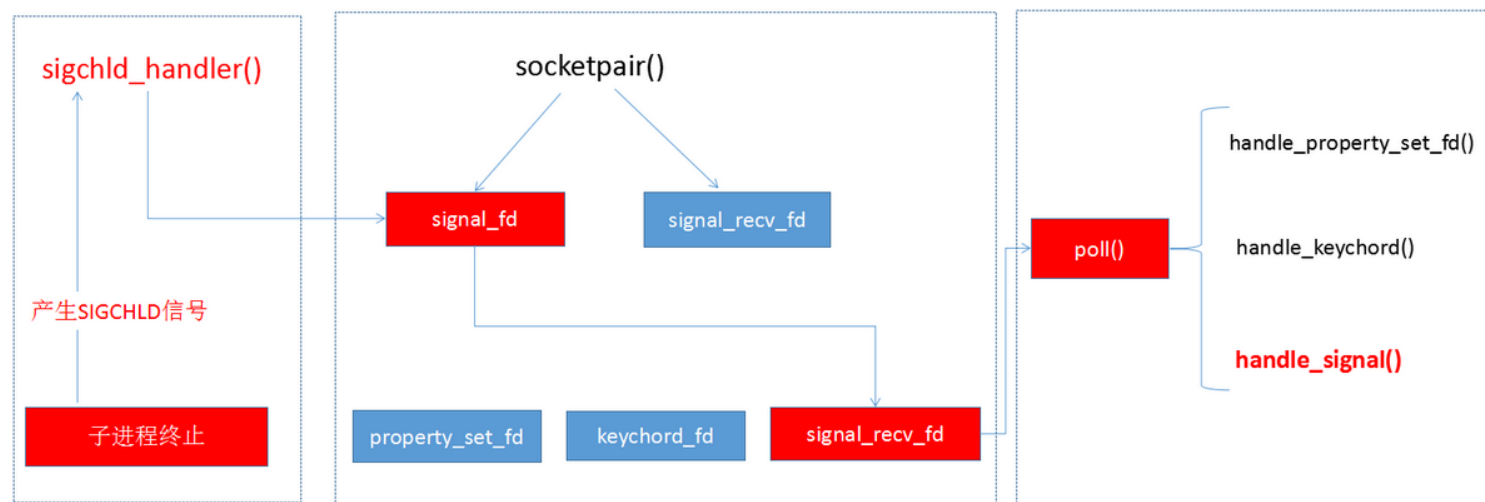 sigchld_handler()
产生SIGCHLD信号
子进程终止
socketpair()
signal_fd
signal_recv_fd
property_set_fd
keychord_fd
signal_recv_fd
poll()
handle_property_set_fd()
handle_keychord()
handle_signal()